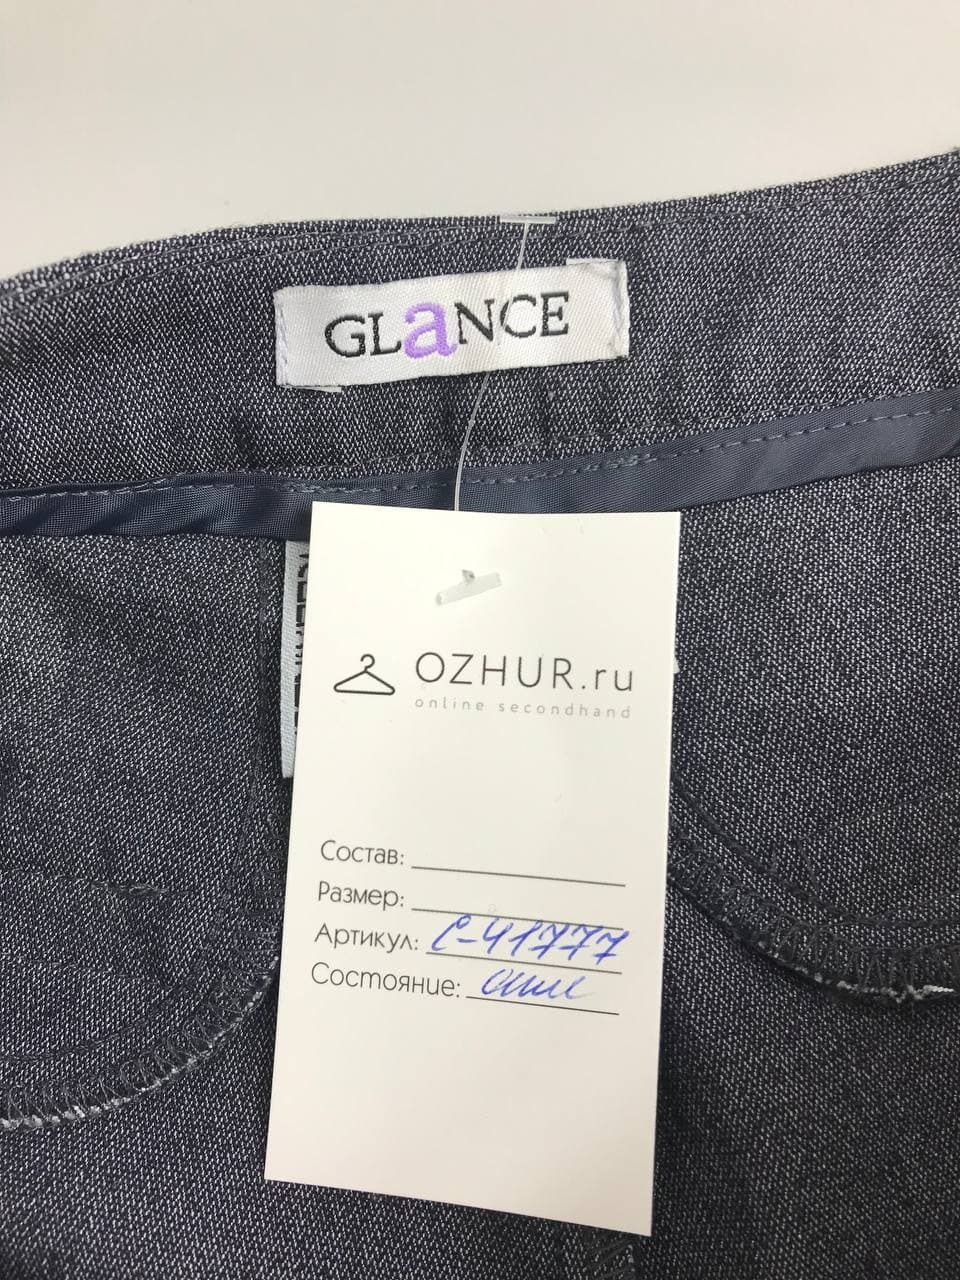 GLaNCE
OZHUR.ru
online secondhand
Состав:
Размер:
Артикул: С-41777
Состояние: